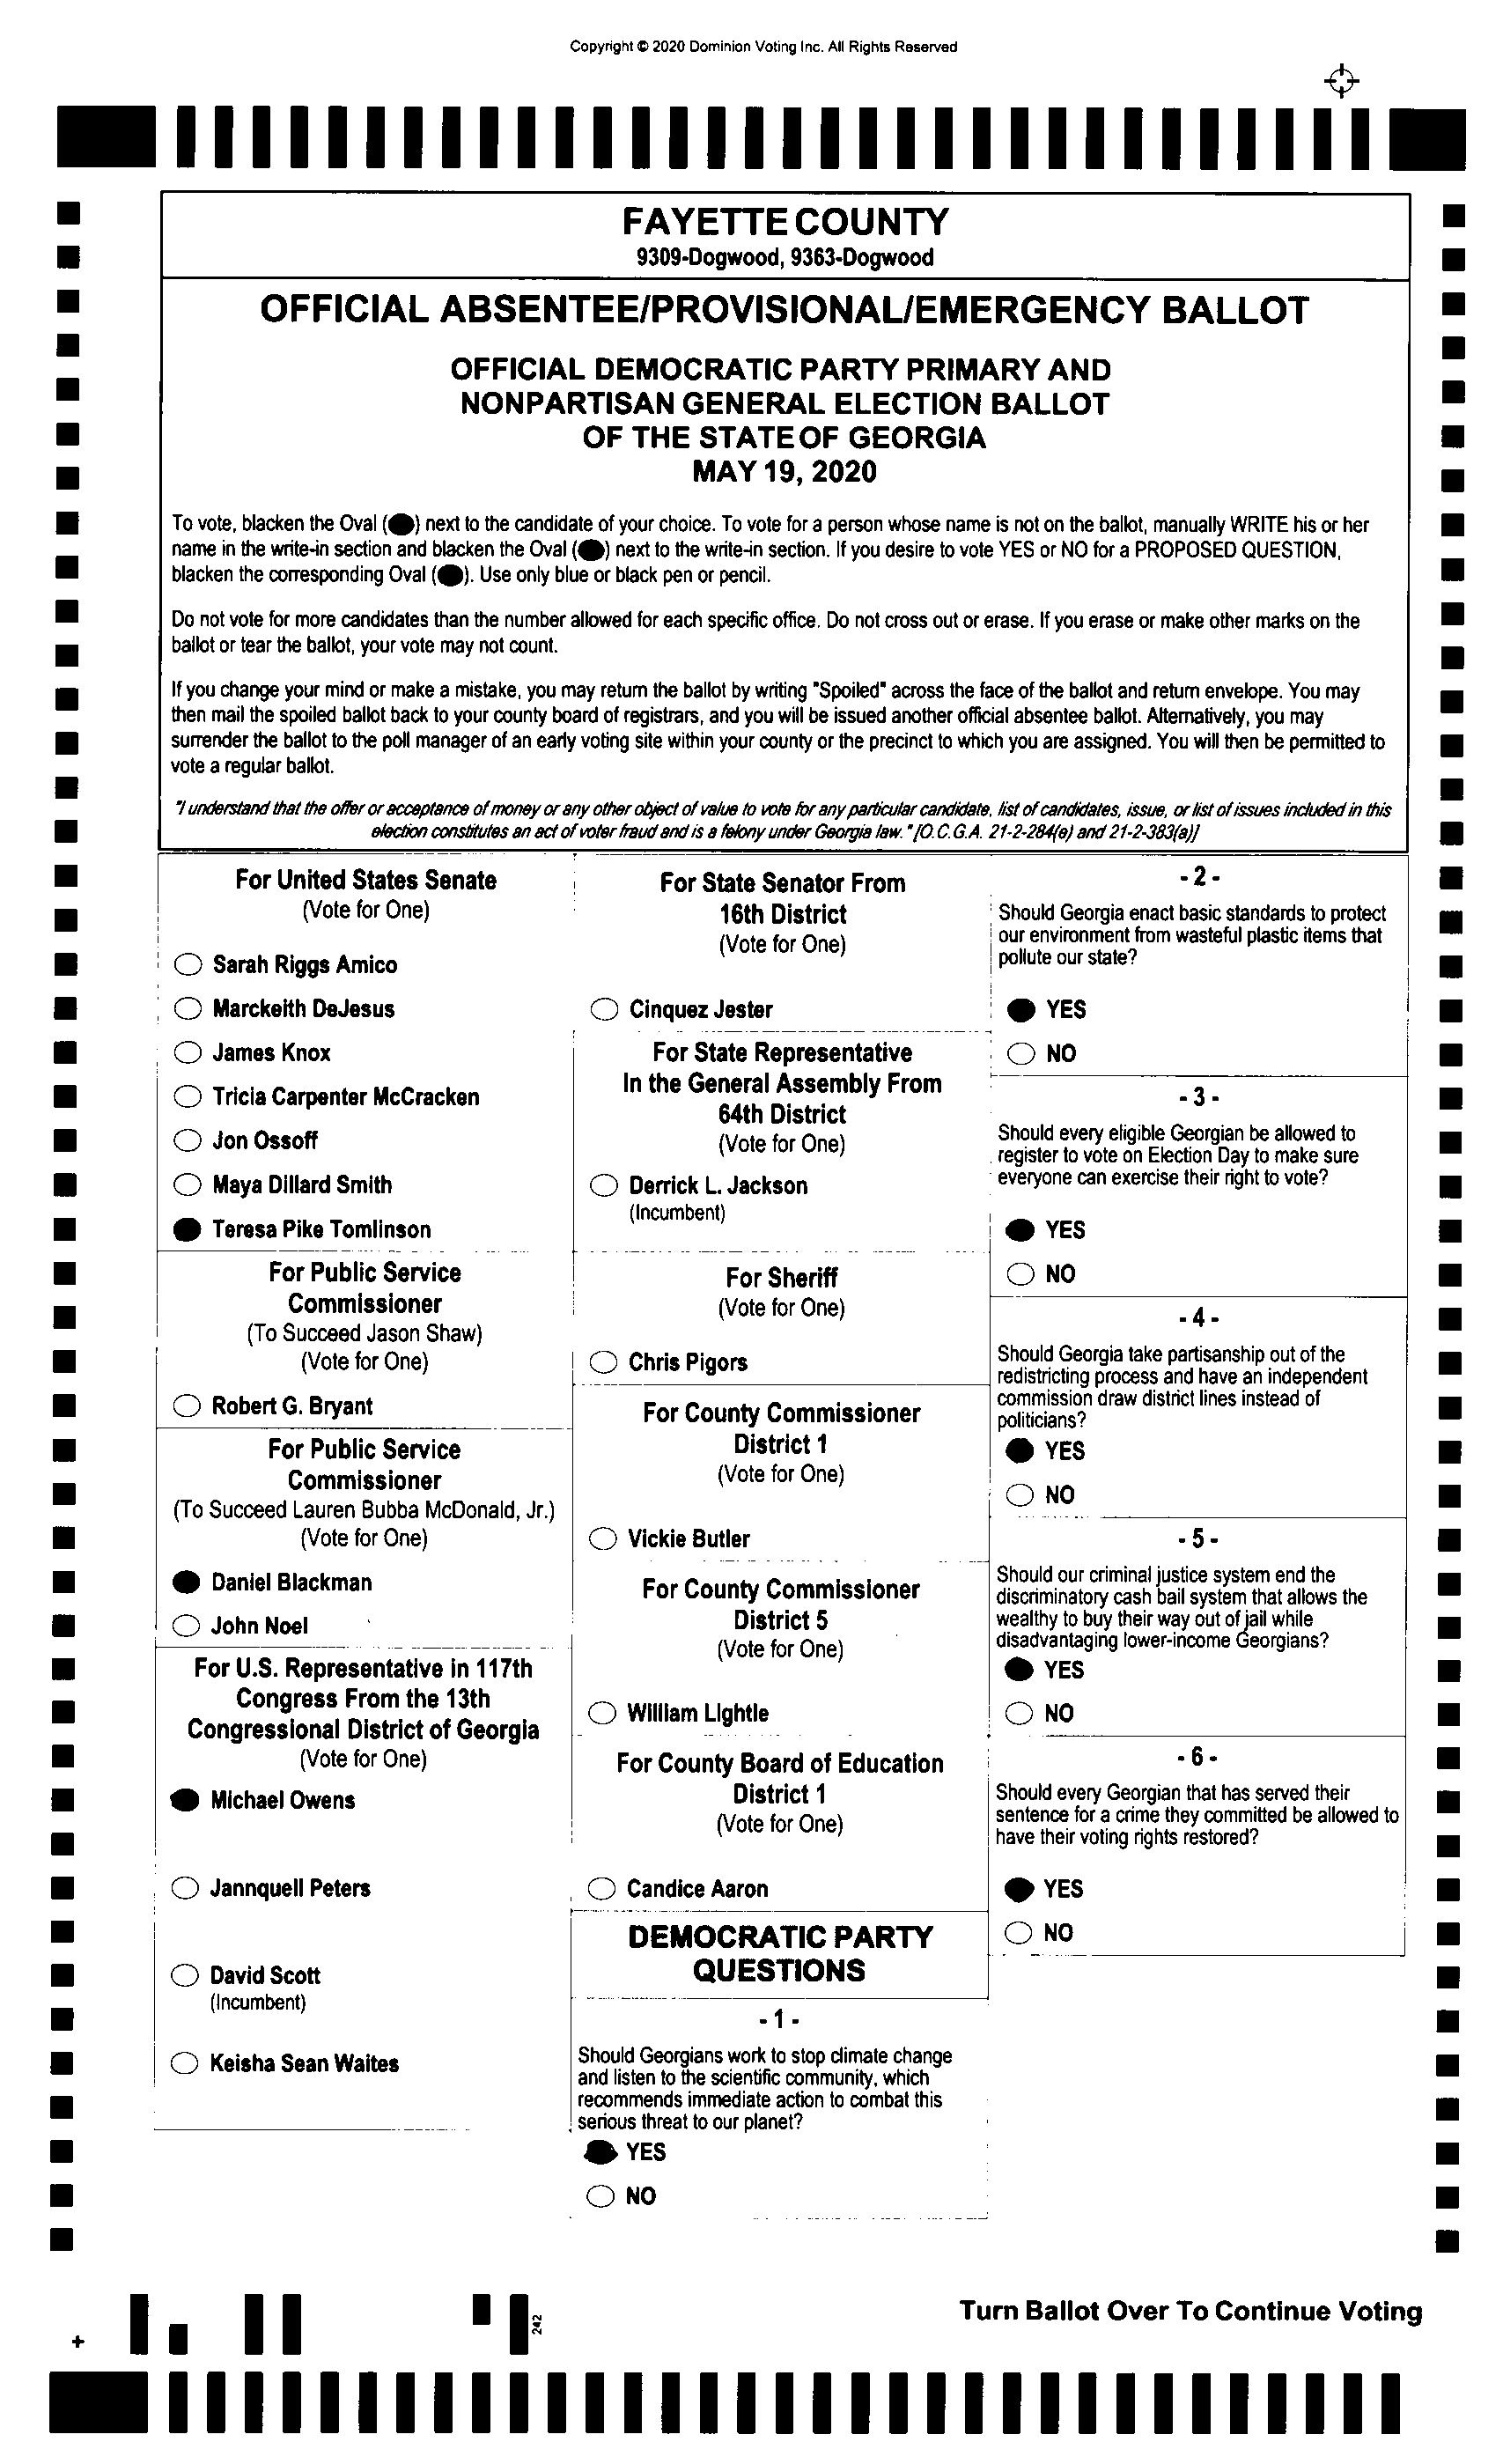 Copyright © 2020 Dominion Voting Inc. All Rights Reserved
FAYETTE COUNTY
9309-Dogwood, 9363-Dogwood
OFFICIAL ABSENTEE/PROVISIONAL/EMERGENCY BALLOT
OFFICIAL DEMOCRATIC PARTY PRIMARY AND
NONPARTISAN GENERAL ELECTION BALLOT
OF THE STATE OF GEORGIA
MAY 19, 2020
To vote, blacken the Oval (●) next to the candidate of your choice. To vote for a person whose name is not on the ballot, manually WRITE his or her
name in the write-in section and blacken the Oval (●) next to the write-in section. If you desire to vote YES or NO for a PROPOSED QUESTION,
blacken the corresponding Oval (●). Use only blue or black pen or pencil.
Do not vote for more candidates than the number allowed for each specific office. Do not cross out or erase. If you erase or make other marks on the
ballot or tear the ballot, your vote may not count.
If you change your mind or make a mistake, you may return the ballot by writing "Spoiled" across the face of the ballot and return envelope. You may
then mail the spoiled ballot back to your county board of registrars, and you will be issued another official absentee ballot. Alternatively, you may
surrender the ballot to the poll manager of an early voting site within your county or the precinct to which you are assigned. You will then be permitted to
vote a regular ballot.
"I understand that the offer or acceptance of money or any other object of value to vote for any particular candidate, list of candidates, issue, or list of issues included in this
election constitutes an act of voter fraud and is a felony under Georgia law." [O.C.G.A. 21-2-284(e) and 21-2-383(a)]
For United States Senate
(Vote for One)
Sarah Riggs Amico
Marckeith DeJesus
James Knox
Tricia Carpenter McCracken
Jon Ossoff
Maya Dillard Smith
Teresa Pike Tomlinson
For Public Service
Commissioner
(To Succeed Jason Shaw)
(Vote for One)
Robert G. Bryant
For Public Service
Commissioner
(To Succeed Lauren Bubba McDonald, Jr.)
(Vote for One)
Daniel Blackman
John Noel
For U.S. Representative in 117th
Congress From the 13th
Congressional District of Georgia
(Vote for One)
Michael Owens
Jannquell Peters
David Scott
(Incumbent)
Keisha Sean Waites
For State Senator From
16th District
(Vote for One)
Cinquez Jester
For State Representative
In the General Assembly From
64th District
(Vote for One)
Derrick L. Jackson
(Incumbent)
For Sheriff
(Vote for One)
Chris Pigors
For County Commissioner
District 1
(Vote for One)
Vickie Butler
For County Commissioner
District 5
(Vote for One)
William Lightle
For County Board of Education
District 1
(Vote for One)
Candice Aaron
DEMOCRATIC PARTY
QUESTIONS
- 1 -
Should Georgians work to stop climate change
and listen to the scientific community, which
recommends immediate action to combat this
serious threat to our planet?
YES
NO
- 2 -
Should Georgia enact basic standards to protect
our environment from wasteful plastic items that
pollute our state?
YES
NO
- 3 -
Should every eligible Georgian be allowed to
register to vote on Election Day to make sure
everyone can exercise their right to vote?
YES
NO
- 4 -
Should Georgia take partisanship out of the
redistricting process and have an independent
commission draw district lines instead of
politicians?
YES
NO
- 5 -
Should our criminal justice system end the
discriminatory cash bail system that allows the
wealthy to buy their way out of jail while
disadvantaging lower-income Georgians?
YES
NO
- 6 -
Should every Georgian that has served their
sentence for a crime they committed be allowed to
have their voting rights restored?
YES
NO
242
Turn Ballot Over To Continue Voting